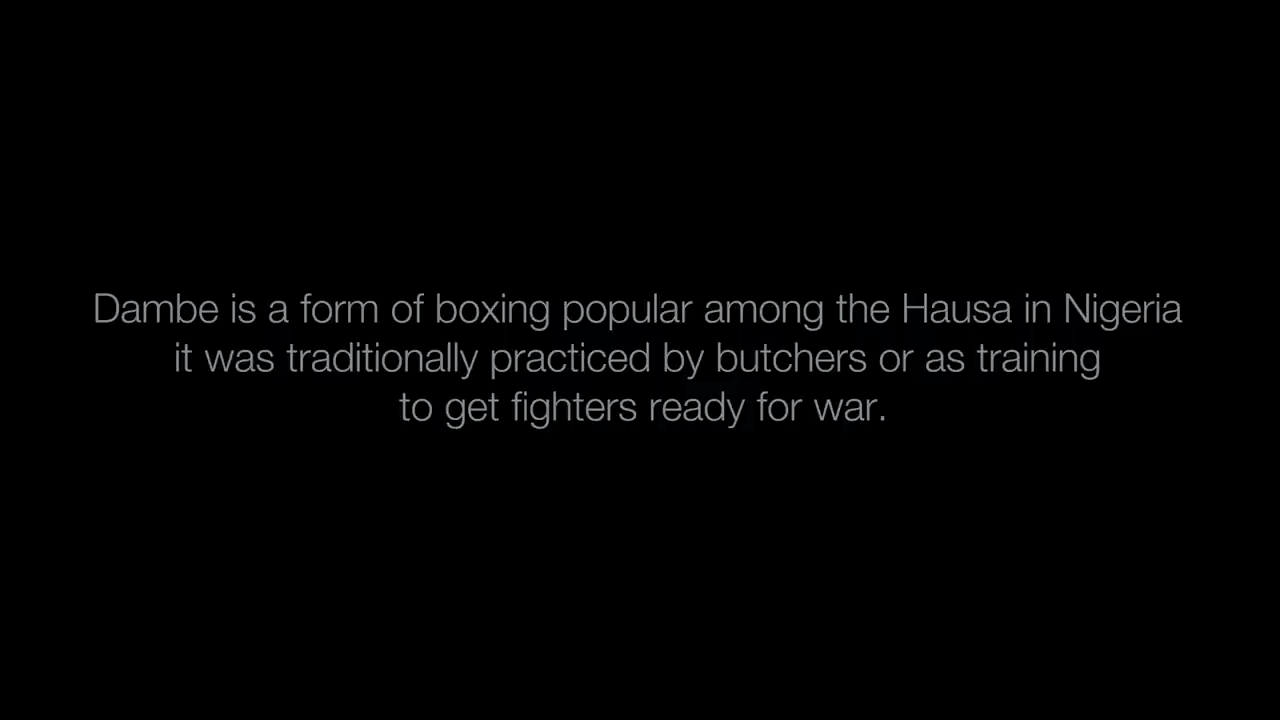 Dambe is a form of boxing popular among the Hausa in Nigeria
it was traditionally practiced by butchers or as training
to get fighters ready for war.